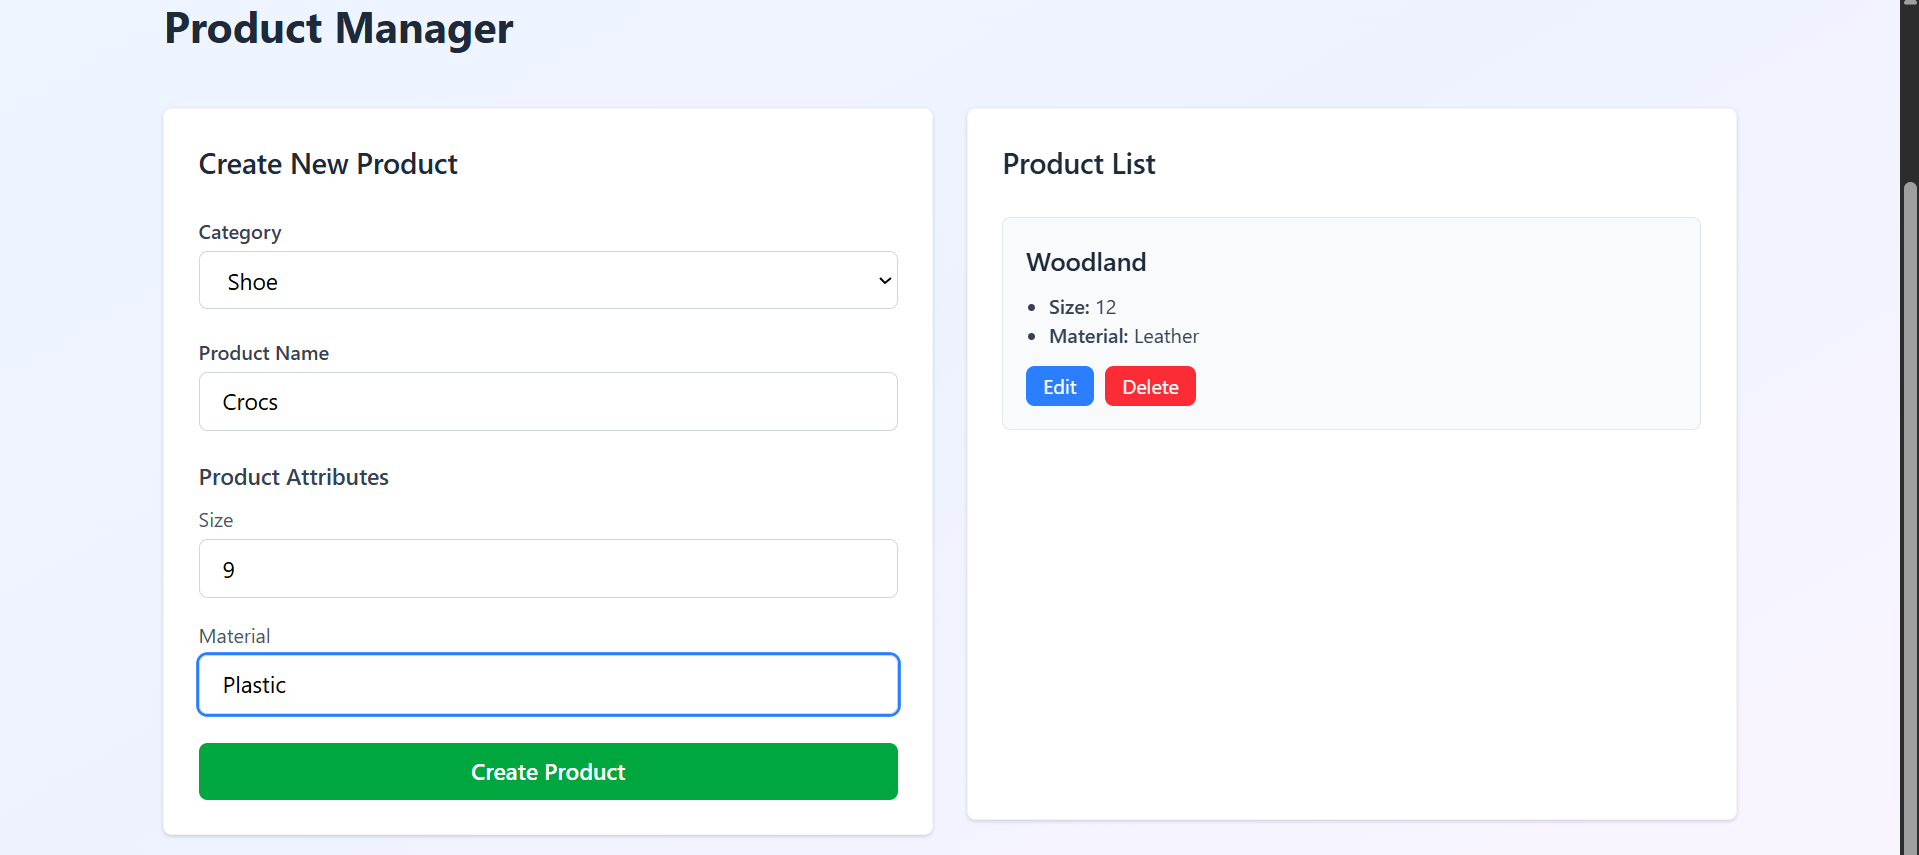 Product Manager
Create New Product
Category
Shoe
Product Name
Crocs
Product Attributes
Size
9
Material
Plastic
Create Product
Product List
Woodland
Size: 12
Material: Leather
Edit
Delete